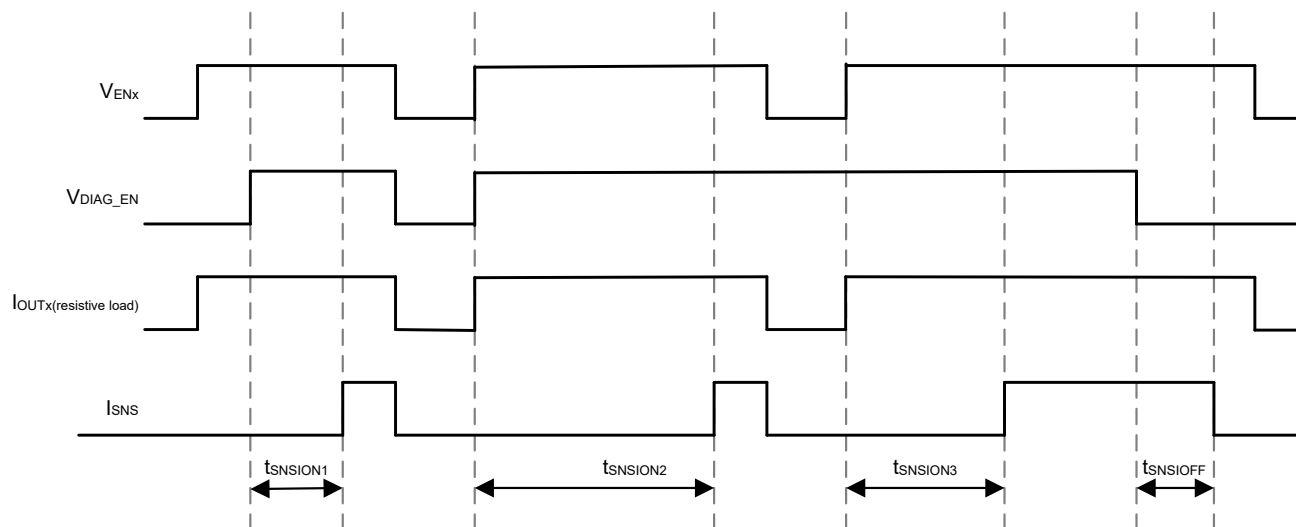 VENx
VDIAG_EN
IOUTx(resistive load)
ISNS
tSNSION1
tSNSION2
tSNSION3
tSNSIOFF